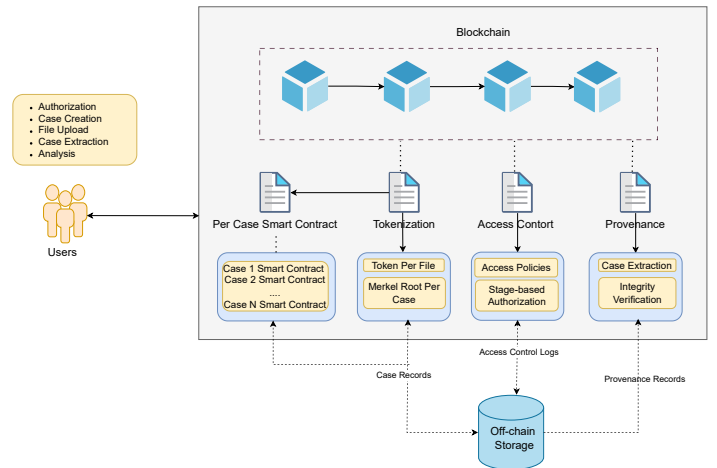 Blockchain
Authorization
Case Creation
File Upload
Case Extraction
Analysis
Users
Per Case Smart Contract
Tokenization
Access Contort
Provenance
Case 1 Smart Contract
Case 2 Smart Contract
....
Case N Smart Contract
Token Per File
Merkel Root Per
Case
Access Policies
Stage-based
Authorization
Case Extraction
Integrity
Verification
Access Control Logs
Case Records
Provenance Records
Off-chain
Storage